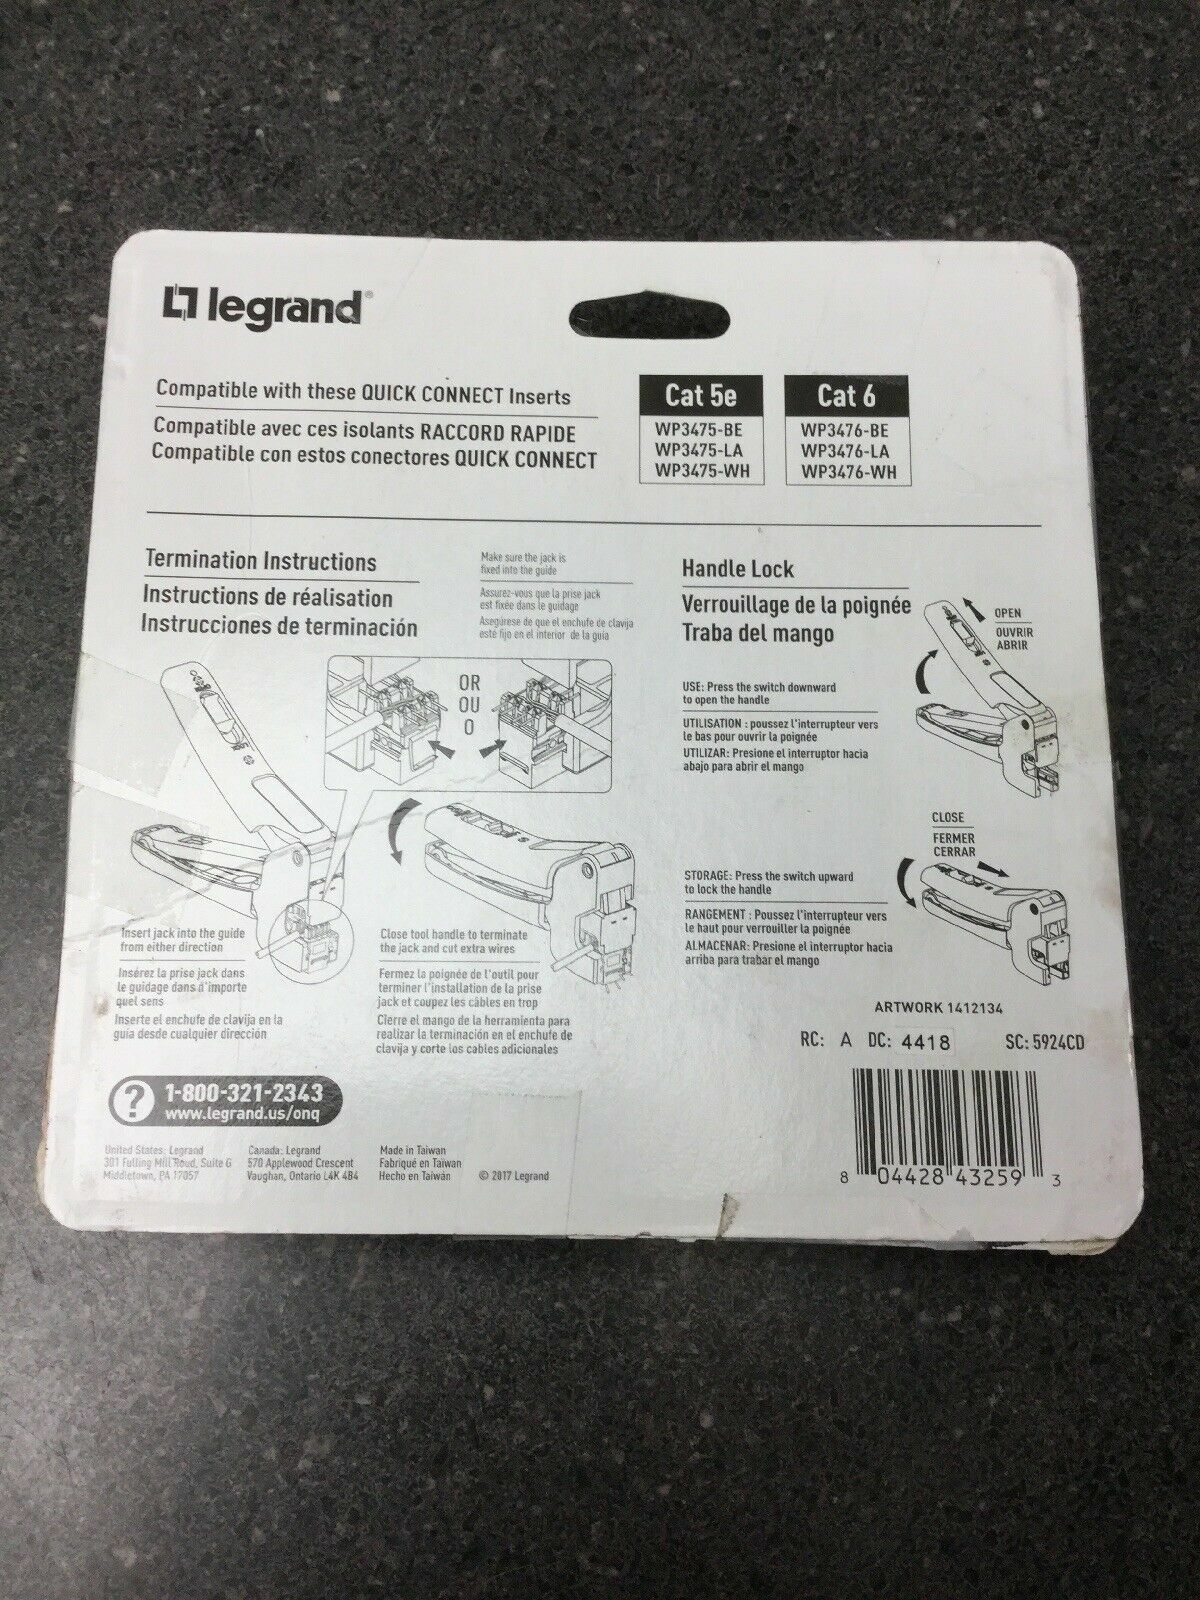 legrand®
Compatible with these QUICK CONNECT Inserts
Compatible avec ces isolants RACCORD RAPIDE
Compatible con estos conectores QUICK CONNECT
Cat 5e
WP3475-BE
WP3475-LA
WP3475-WH
Cat 6
WP3476-BE
WP3476-LA
WP3476-WH
Termination Instructions
Instructions de réalisation
Instrucciones de terminación
Make sure the jack is
fixed into the guide
Assurez-vous que la prise jack
est fixée dans le guidage
Asegúrese de que el enchufe de clavija
esté fijo en el interior de la guía
OR
OU
O
Insert jack into the guide
from either direction
Insérez la prise jack dans
le guidage dans n'importe
quel sens
Inserte el enchufe de clavija en la
guía desde cualquier dirección
Close tool handle to terminate
the jack and cut extra wires
Fermez la poignée de l'outil pour
terminer l'installation de la prise
jack et coupez les câbles en trop
Cierre el mango de la herramienta para
realizar la terminación en el enchufe de
clavija y corte los cables adicionales
Handle Lock
Verrouillage de la poignée
Traba del mango
OPEN
OUVRIR
ABRIR
USE: Press the switch downward
to open the handle
UTILISATION : poussez l'interrupteur vers
le bas pour ouvrir la poignée
UTILIZAR: Presione el interruptor hacia
abajo para abrir el mango
CLOSE
FERMER
CERRAR
STORAGE: Press the switch upward
to lock the handle
RANGEMENT : Poussez l'interrupteur vers
le haut pour verrouiller la poignée
ALMACENAR: Presione el interruptor hacia
arriba para trabar el mango
ARTWORK 1412134
RC: A DC: 4418 SC: 5924CD
? 1-800-321-2343
www.legrand.us/onq
United States: Legrand
301 Fulling Mill Road, Suite G
Middletown, PA 17057
Canada: Legrand
570 Applewood Crescent
Vaughan, Ontario L4K 4B4
Made in Taiwan
Fabriqué en Taiwan
Hecho en Taiwán
© 2017 Legrand
8 04428 43259 3